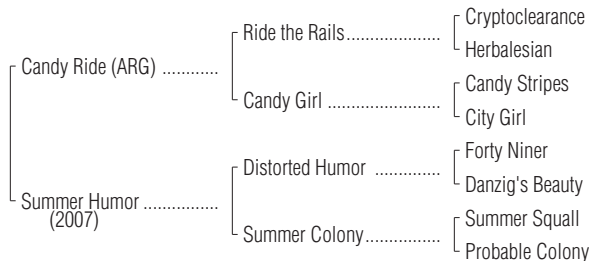 Cryptoclearance
Ride the Rails......................
Herbalesian
Candy Ride (ARG) ............
Candy Stripes
Candy Girl .........................
City Girl
Forty Niner
Distorted Humor ...............
Danzig's Beauty
Summer Humor ................
(2007)
Summer Squall
Summer Colony.................
Probable Colony